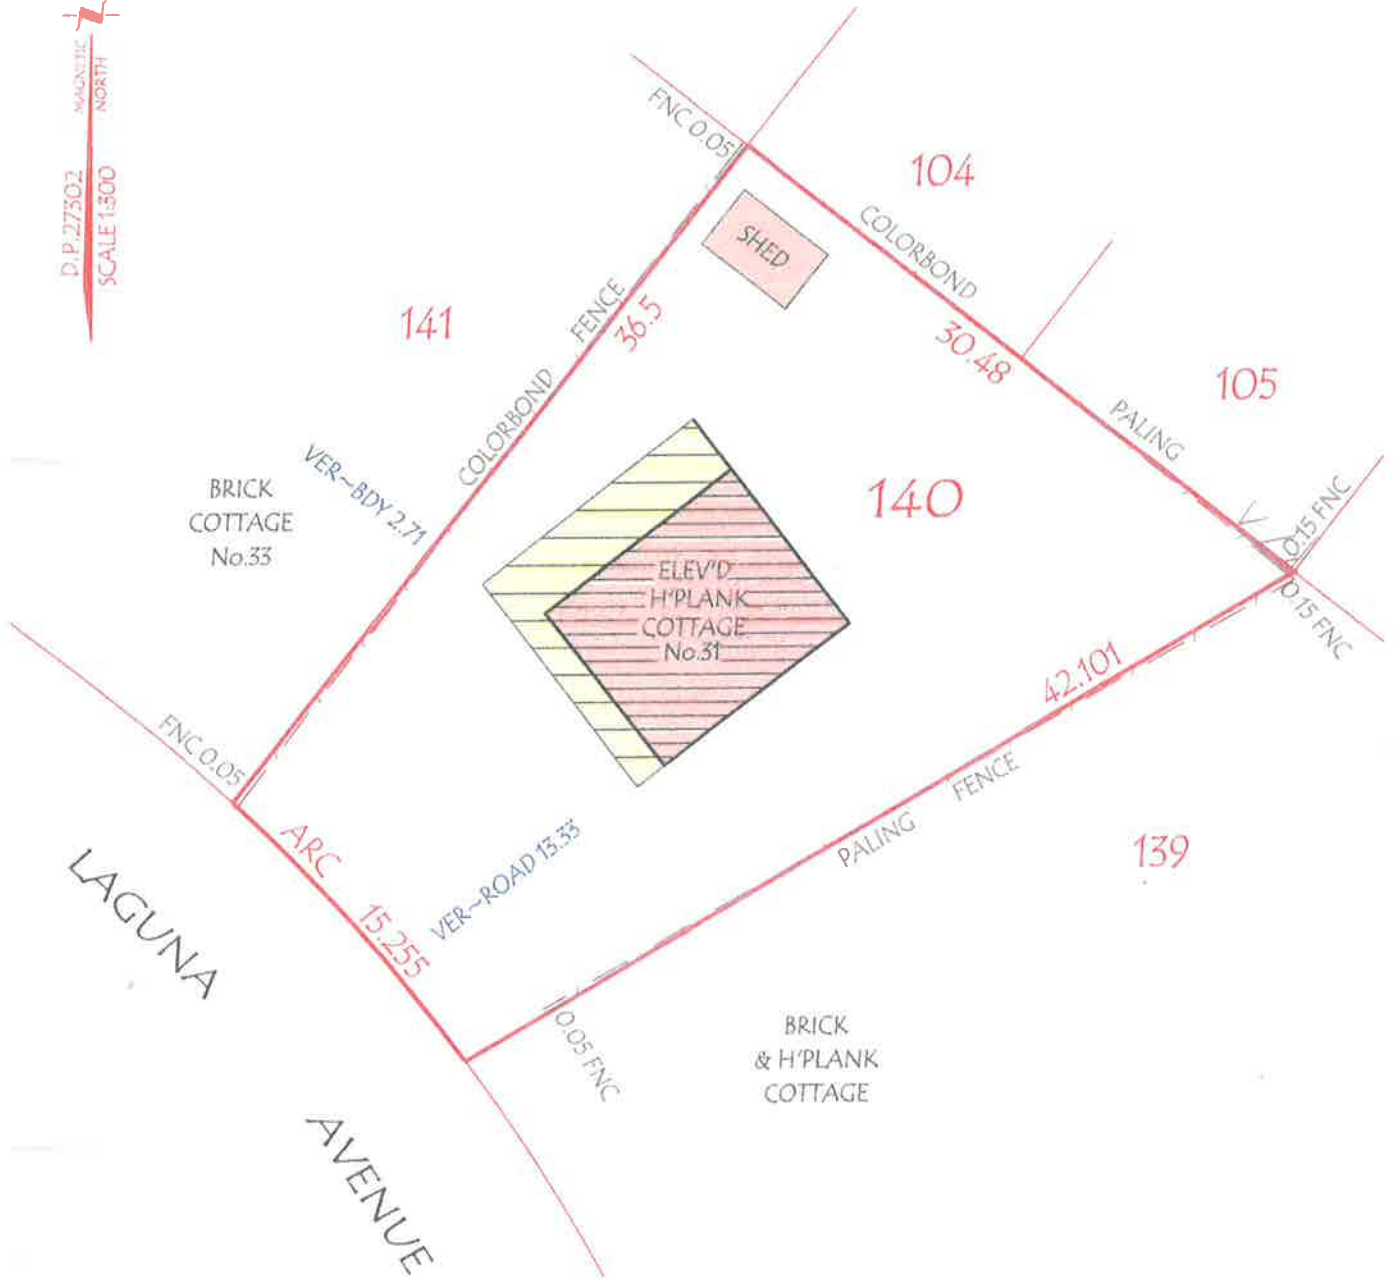 MAGNETIC
NORTH
D.P.27302
SCALE 1:300
FNC 0.05
104
SHED
COLORBOND
141
FENCE
36.5
30.48
105
COLORBOND
PALING
VER~BDY 2.71
BRICK
COTTAGE
No.33
140
0.15 FNC
ELEV'D
H'PLANK
COTTAGE
No.31
0.15 FNC
42.101
FNC 0.05
FENCE
PALING
139
ARC
15.255
VER~ROAD 13.33
LAGUNA
AVENUE
0.05 FNC
BRICK
& H'PLANK
COTTAGE